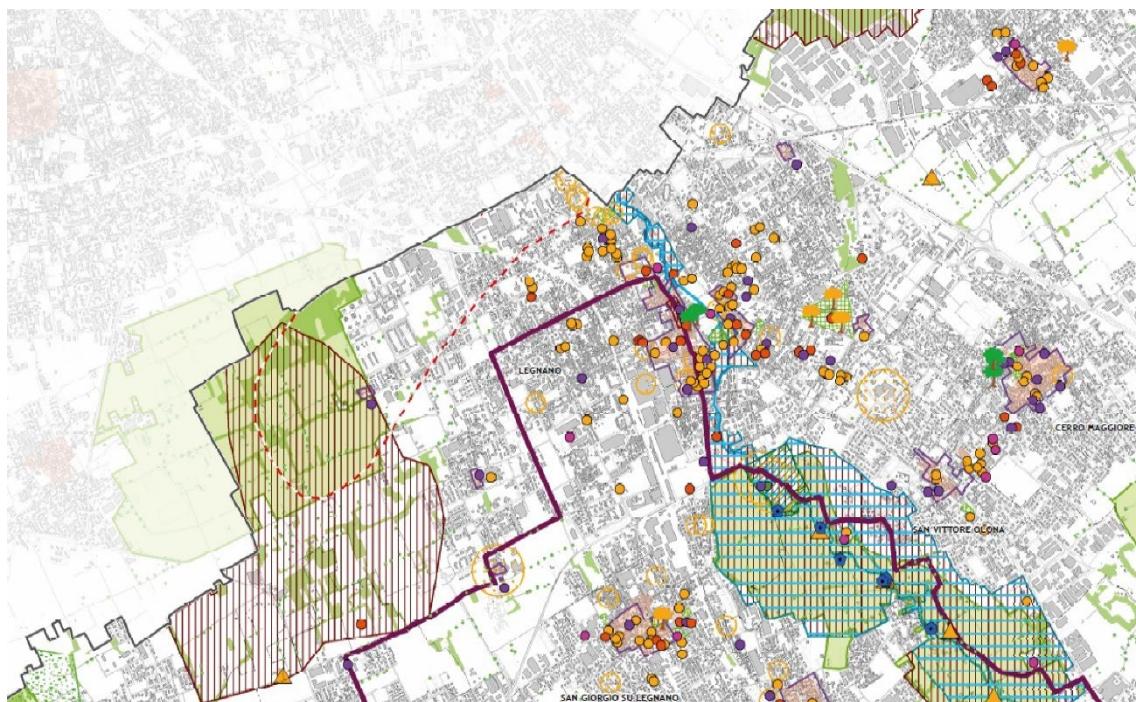 LEGNANO
CERRO MAGGIORE
SAN VITTORE OLONA
SAN GIORGIO SU LEGNANO